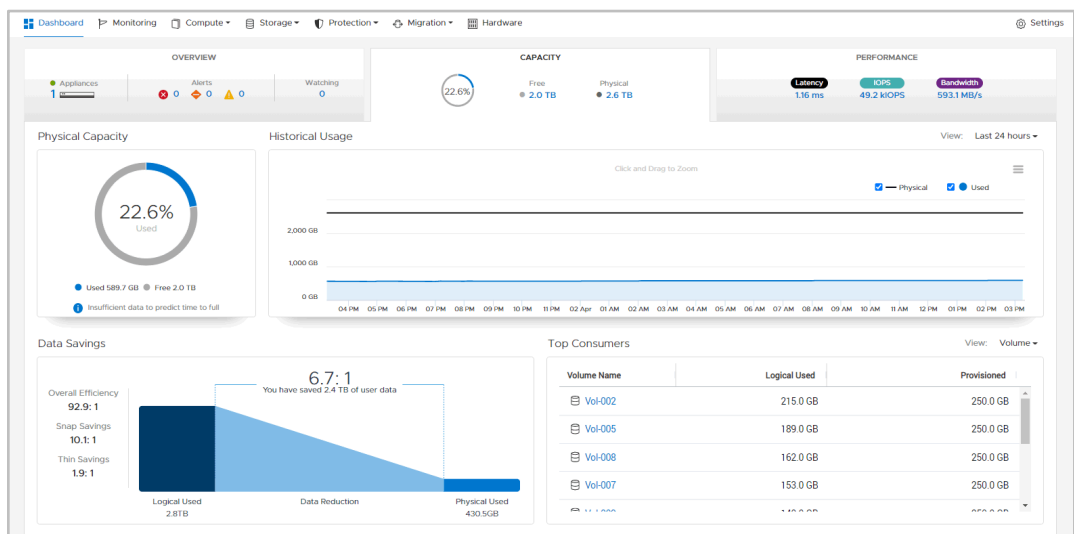 Dashboard Monitoring Compute Storage Protection Migration Hardware Settings
OVERVIEW
Appliances Alerts Watching
1 0 0 0 0
CAPACITY
22.6% Free Physical
2.0 TB 2.6 TB
PERFORMANCE
Latency IOPS Bandwidth
1.16 ms 49.2 kIOPS 593.1 MB/s
Physical Capacity
22.6%
Used
Used 589.7 GB Free 2.0 TB
Insufficient data to predict time to full
Historical Usage
View: Last 24 hours
Click and Drag to Zoom
Physical Used
2,000 GB
1,000 GB
0 GB
04 PM 05 PM 06 PM 07 PM 08 PM 09 PM 10 PM 11 PM 02 Apr 01 AM 02 AM 03 AM 04 AM 05 AM 06 AM 07 AM 08 AM 09 AM 10 AM 11 AM 12 PM 01 PM 02 PM 03 PM
Data Savings
6.7: 1
You have saved 2.4 TB of user data
Overall Efficiency
92.9: 1
Snap Savings
10.1: 1
Thin Savings
1.9: 1
Logical Used Data Reduction Physical Used
2.8TB 430.5GB
Top Consumers
View: Volume
Volume Name Logical Used Provisioned
Vol-002 215.0 GB 250.0 GB
Vol-005 189.0 GB 250.0 GB
Vol-008 162.0 GB 250.0 GB
Vol-007 153.0 GB 250.0 GB